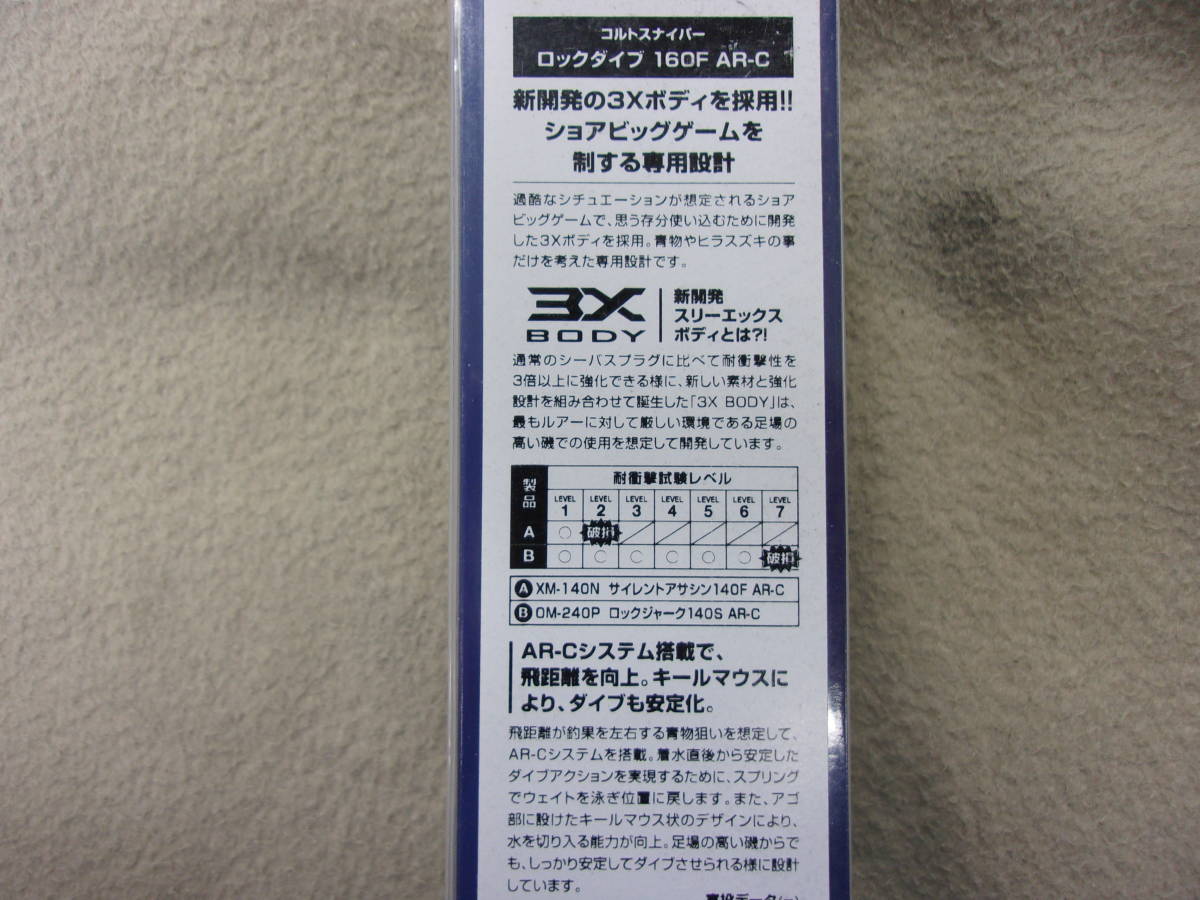 コルトスナイパー
ロックダイブ 160F AR-C
新開発の3Xボディを採用!!
ショアビッグゲームを
制する専用設計
過酷なシチュエーションが想定されるショア
ビッグゲームで、思う存分使い込むために開発
した3Xボディを採用。青物やヒラスズキの事
だけを考えた専用設計です。
3X
BODY
新開発
スリーエックス
ボディとは?!
通常のシーバスプラグに比べて耐衝撃性を
3倍以上に強化できる様に、新しい素材と強化
設計を組み合わせて誕生した「3X BODY」は、
最もルアーに対して厳しい環境である足場の
高い磯での使用を想定して開発しています。
製品 耐衝撃試験レベル
LEVEL 1 LEVEL 2 LEVEL 3 LEVEL 4 LEVEL 5 LEVEL 6 LEVEL 7
A ○ 破損
B ○ ○ ○ ○ ○ ○ 破損
A XM-140N サイレントアサシン140F AR-C
B OM-240P ロックジャーク140S AR-C
AR-Cシステム搭載で、
飛距離を向上。キールマウスに
より、ダイブも安定化。
飛距離が釣果を左右する青物狙いを想定して、
AR-Cシステムを搭載。着水直後から安定した
ダイブアクションを実現するために、スプリング
でウェイトを泳ぎ位置に戻します。また、アゴ
部に設けたキールマウス状のデザインにより、
水を切り入る能力が向上。足場の高い磯からで
も、しっかり安定してダイブさせられる様に設計
しています。